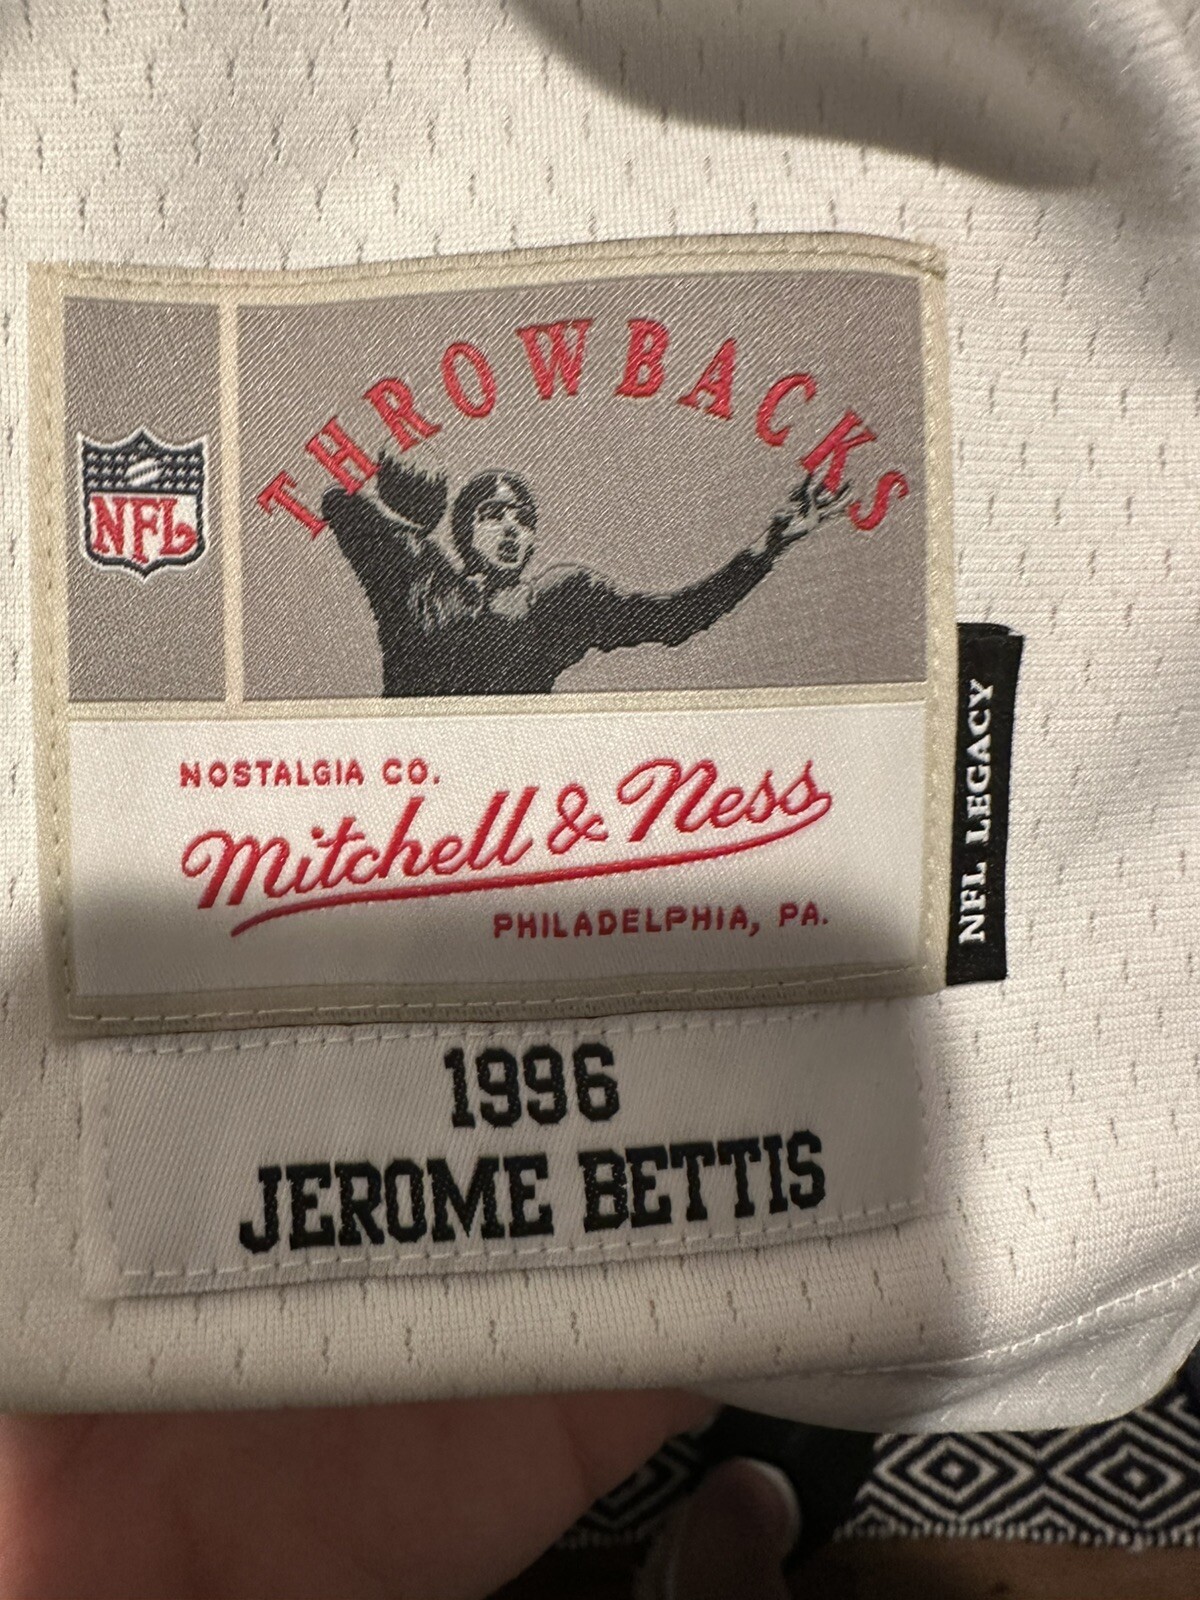 THROWBACKS
NFL
NOSTALGIA CO.
Mitchell & Ness
PHILADELPHIA, PA.
NFL LEGACY
1996
JEROME BETTIS